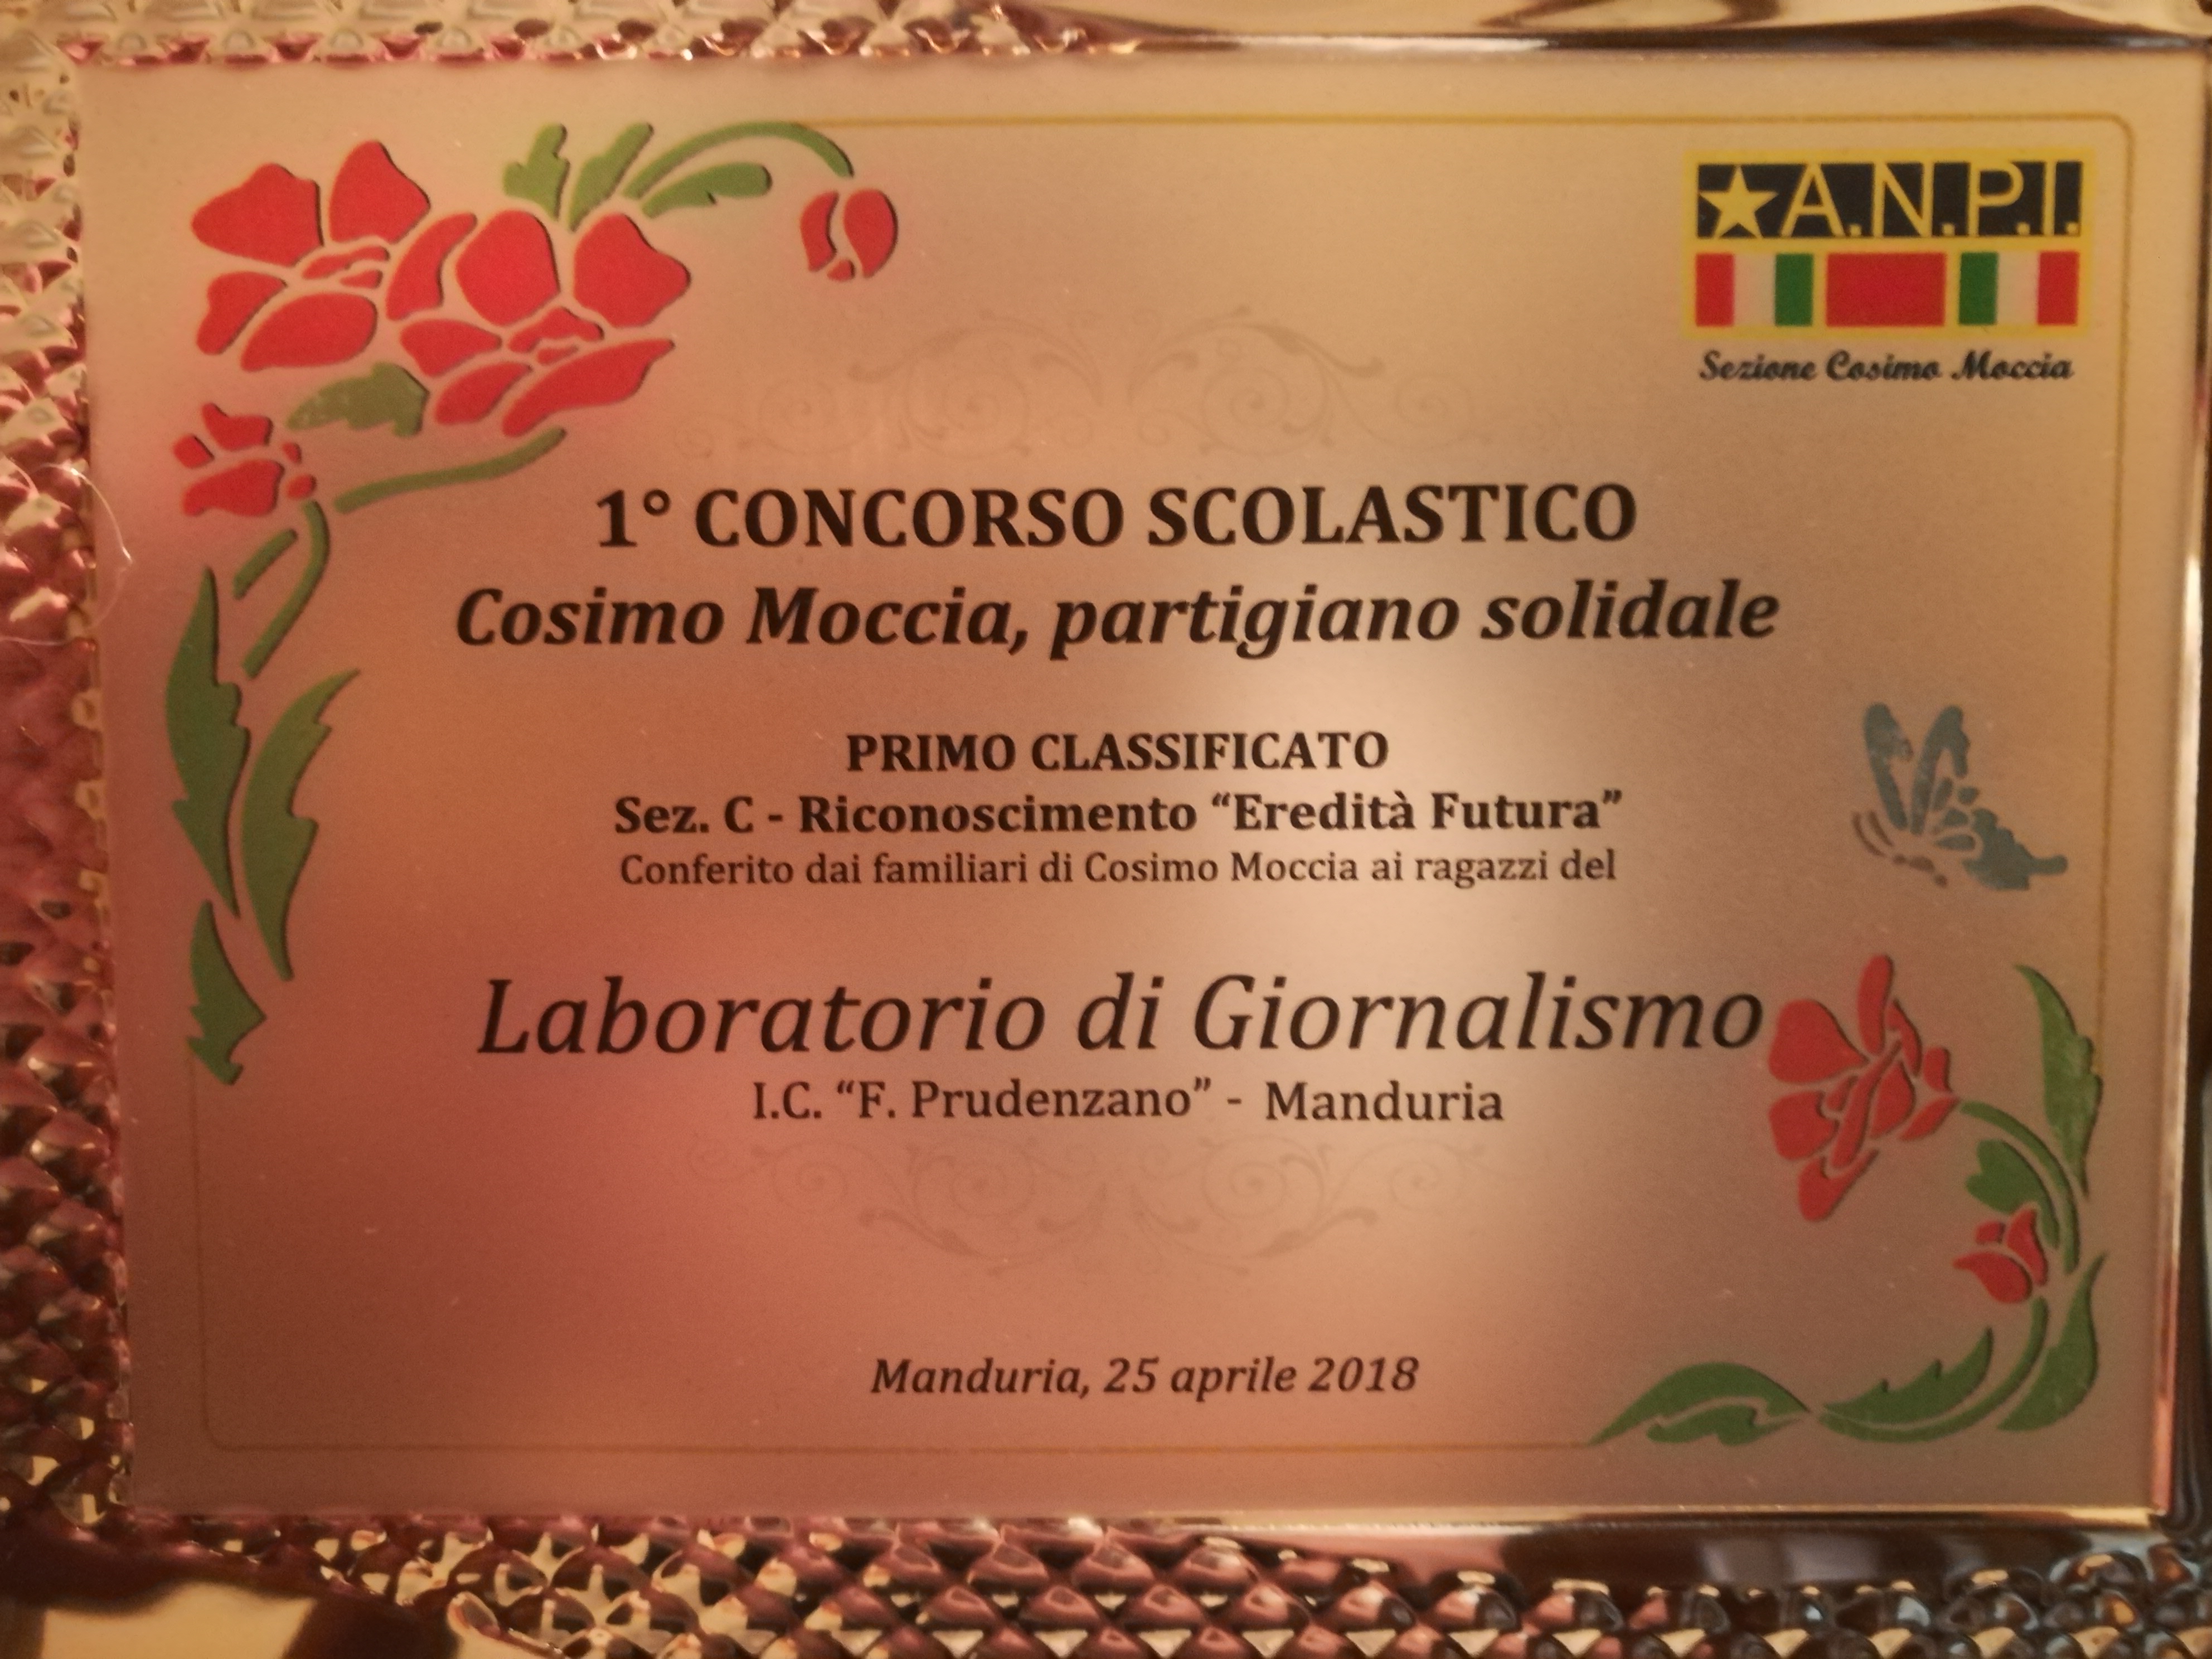 A.N.P.I.
Sezione Cosimo Moccia
1° CONCORSO SCOLASTICO
Cosimo Moccia, partigiano solidale
PRIMO CLASSIFICATO
Sez. C - Riconoscimento “Eredità Futura”
Conferito dai familiari di Cosimo Moccia ai ragazzi del
Laboratorio di Giornalismo
I.C. “F. Prudenzano” - Manduria
Manduria, 25 aprile 2018